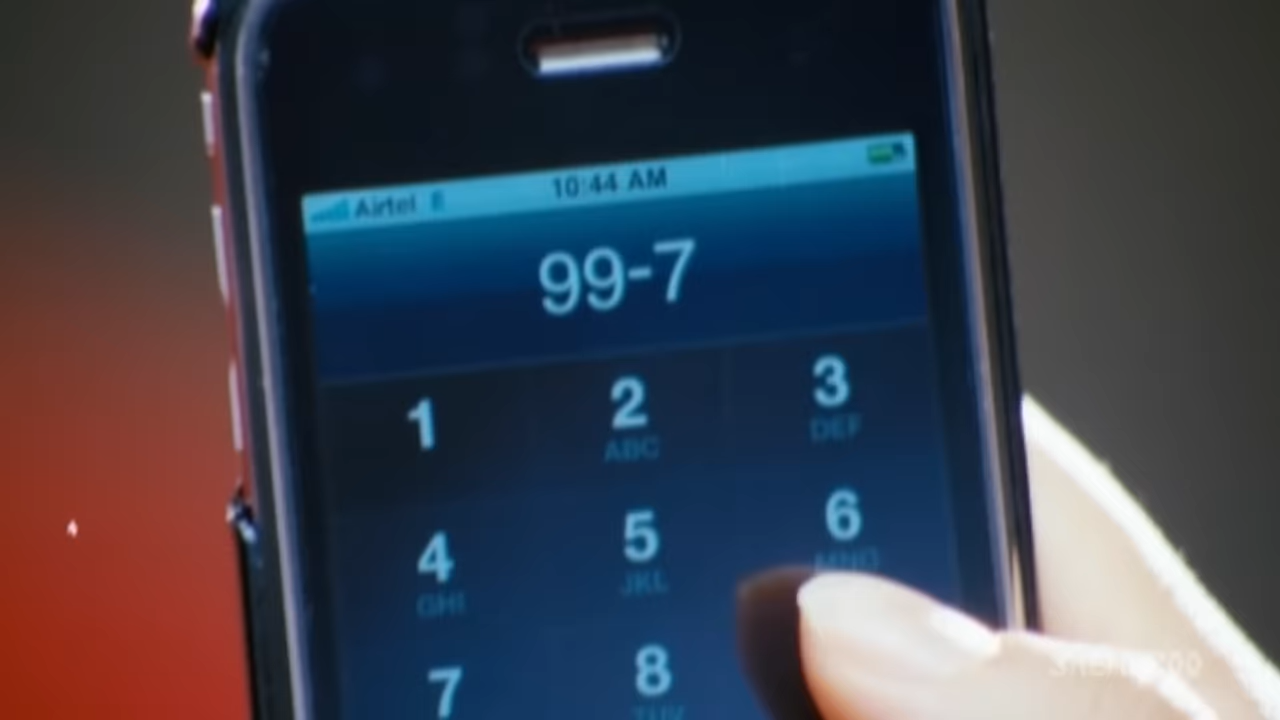 Airtel 10:44 AM
99-7
1 2 3
ABC DEF
4 5 6
GHI JKL MNO
7 8
TUV